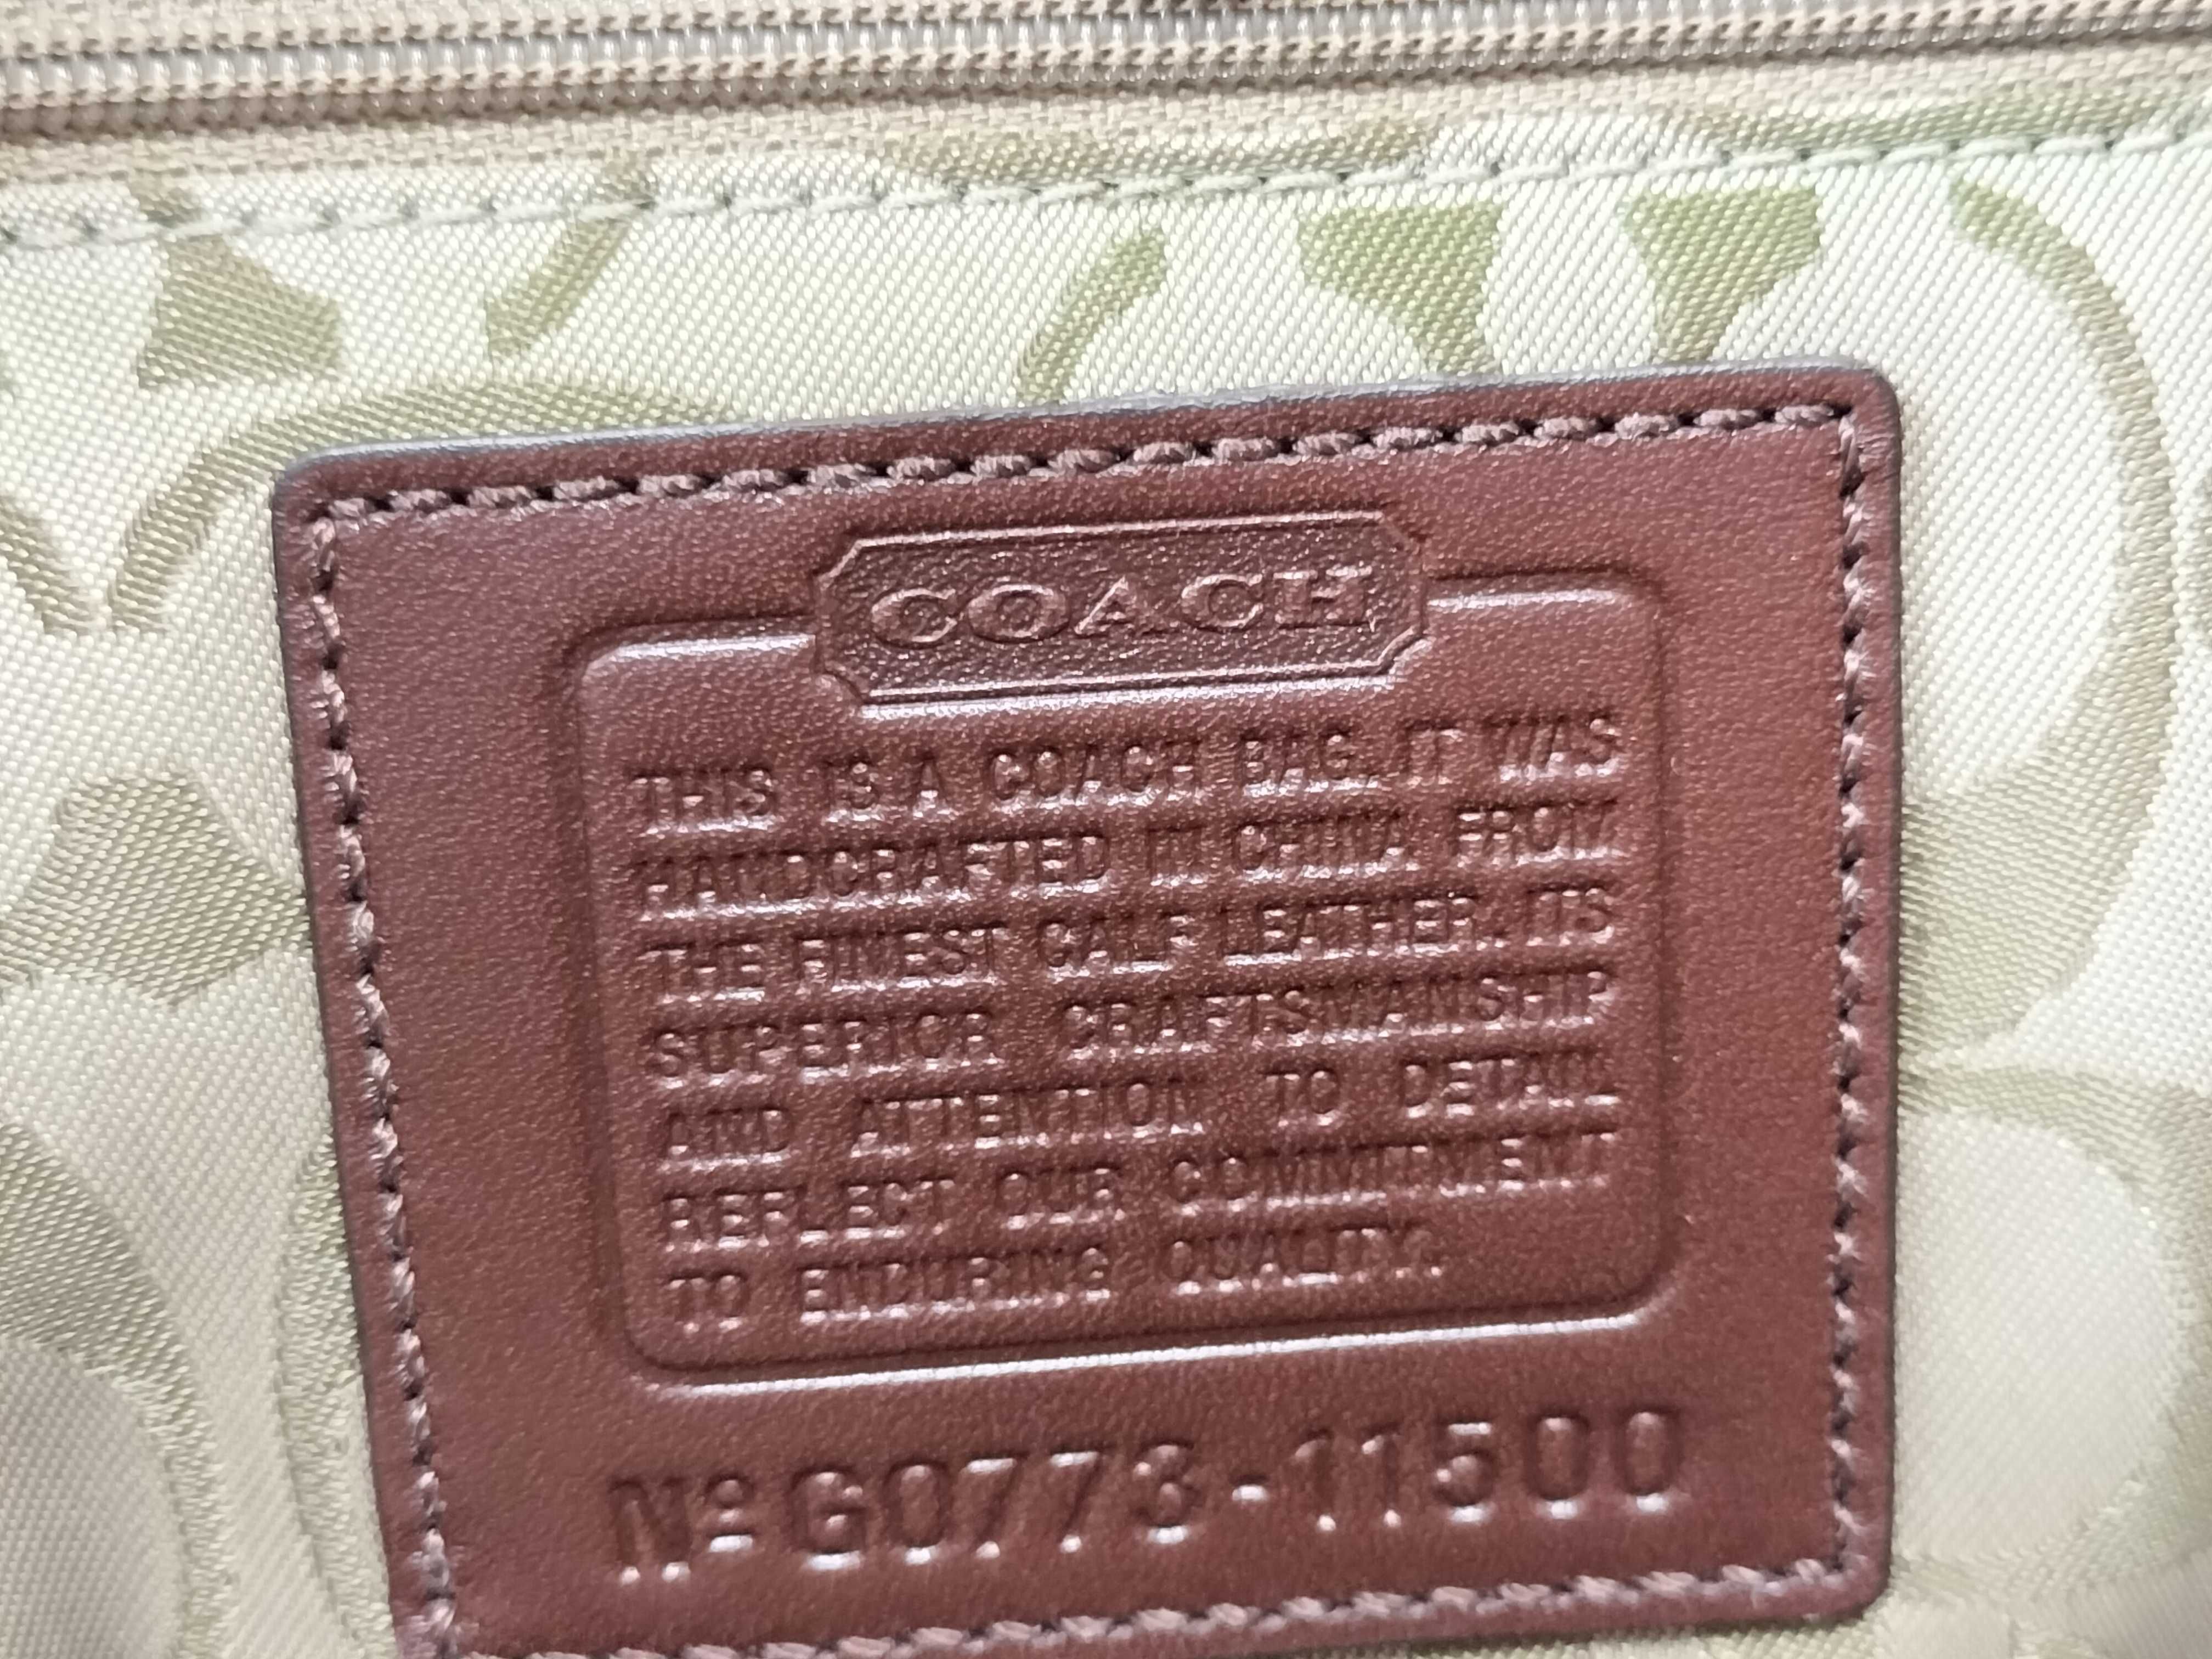 COACH
THIS IS A COACH BAG. IT WAS
HANDCRAFTED IN CHINA FROM
THE FINEST CALF LEATHER. ITS
SUPERIOR CRAFTSMANSHIP
AND ATTENTION TO DETAIL
REFLECT OUR COMMITMENT
TO ENDURING QUALITY.
Nº G0773-11500